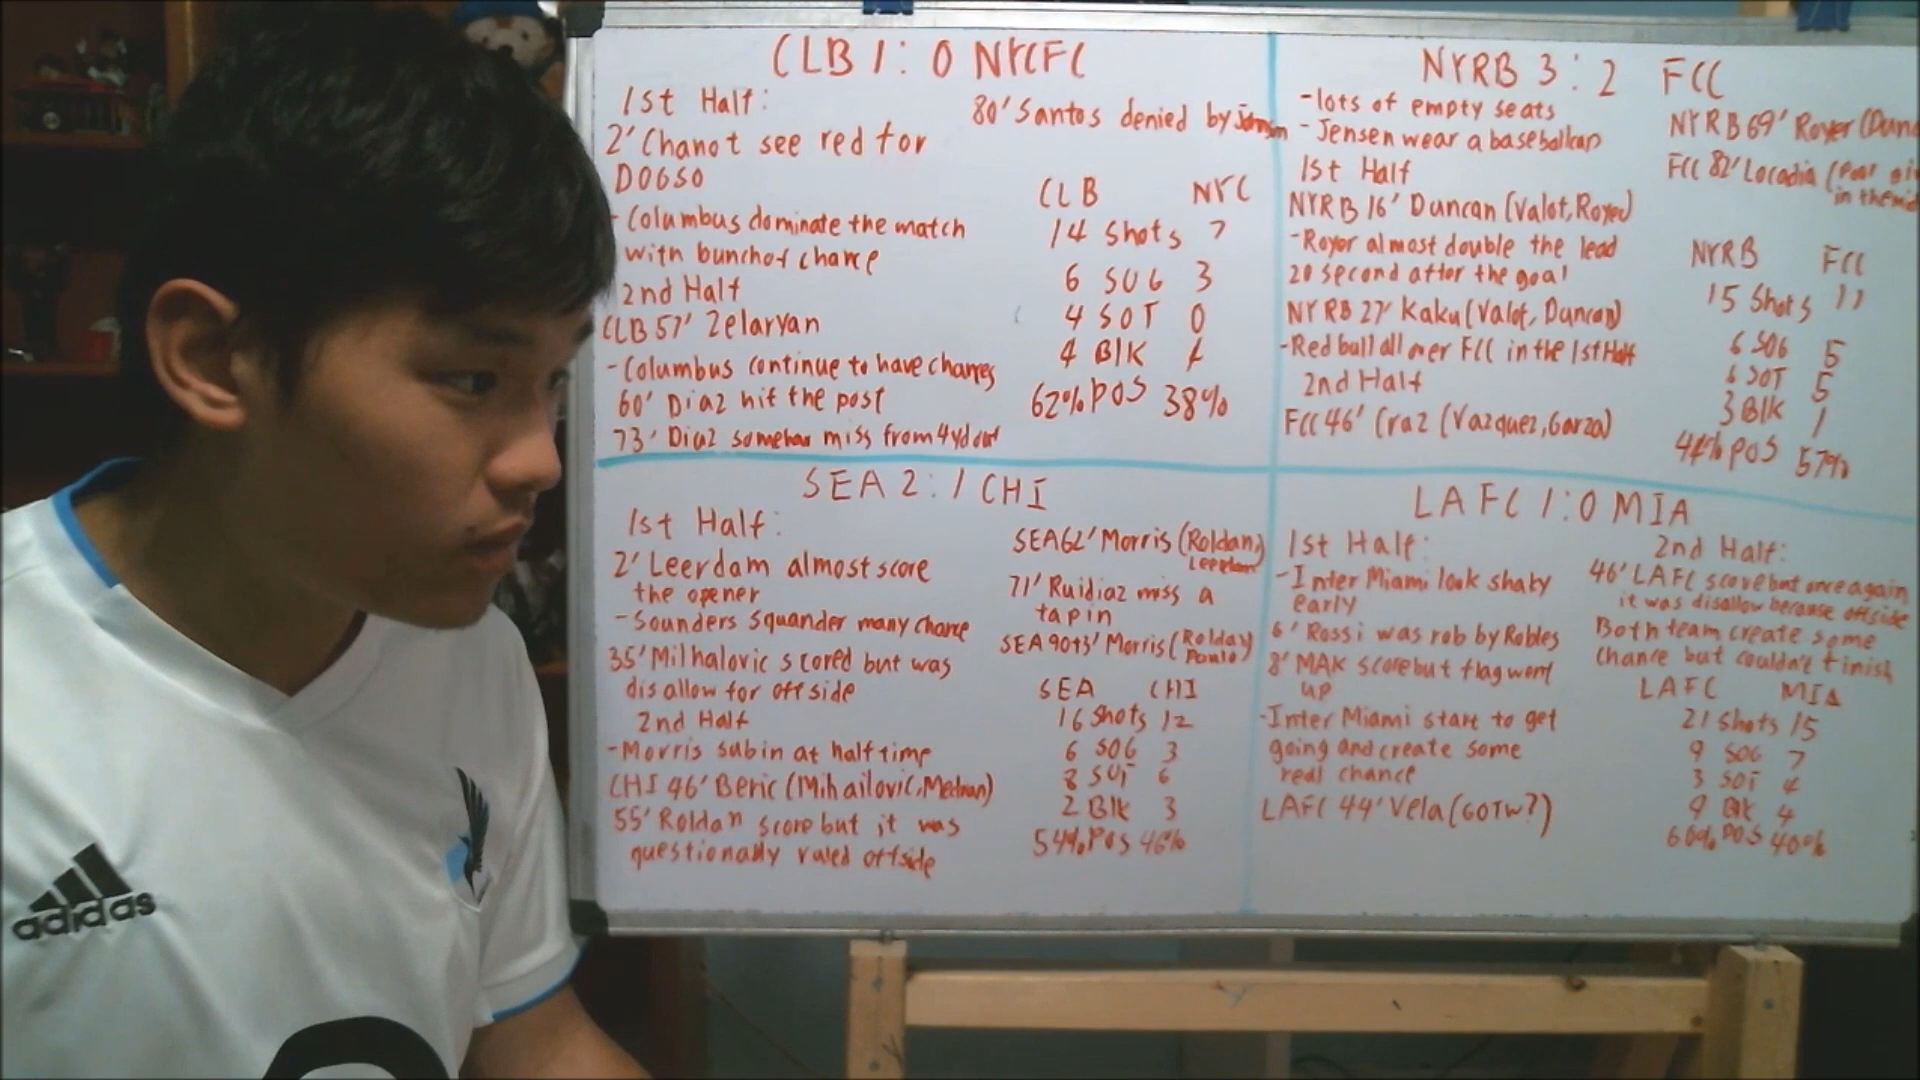 CLB 1:0 NYCFC
1st Half:
2' Chanot see red for
DOGSO
- Columbus dominate the match
with bunch of chance
2nd Half
CLB 57' Zelaryan
- Columbus continue to have chances
60' Diaz hit the post
73' Diaz somehow miss from 4yd out
80' Santos denied by
CLB NYC
14 Shots 7
6 SOG 3
4 SOT 0
4 Blk 4
62% POS 38%
NYRB 3:2 FCC
- lots of empty seats
- Jensen wear a baseball cap
1st Half
NYRB 16' Duncan (Valot, Royer)
- Royer almost double the lead
20 second after the goal
NYRB 27' Kaku (Valot, Duncan)
- Red bull all over FCC in the 1st Half
2nd Half
FCC 46' Cruz (Vazquez, Garza)
NYRB 69' Royer (Dun
FCC 82' Locadia (Poor
in the
NYRB FCC
15 Shots 11
6 SOG 5
6 SOT 5
3 Blk 1
POS 57%
SEA 2:1 CHI
1st Half:
2' Leerdam almost score
the opener
- Sounders squander many chance
35' Milhalovic scored but was
disallow for offside
2nd Half
- Morris sub in at half time
CHI 46' Beric (Mihailovic, Medran)
55' Roldan score but it was
questionally ruled offside
SEA 62' Morris (Roldan,
Leerdam)
71' Ruidiaz miss a
tap in
SEA 90+3' Morris (Roldan,
Paulo)
SEA CHI
16 Shots 12
6 SOG 3
8 SOT 6
2 Blk 3
54% POS 46%
LAFC 1:0 MIA
1st Half:
- Inter Miami look shaky
early
6' Rossi was rob by Robles
8' MAK score but flag went
up
- Inter Miami start to get
going and create some
real chance
LAFC 44' Vela (GOTW?)
2nd Half:
46' LAFC score but once again
it was disallow because offside
Both team create some
chance but couldn't finish
LAFC MIA
21 Shots 15
9 SOG 7
3 SOT 4
9 Blk 4
60% POS 40%
adidas